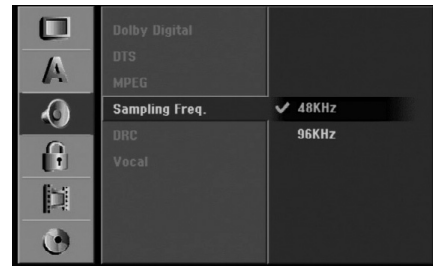 Dolby Digital
DTS
MPEG
Sampling Freq.
✔ 48KHz
96KHz
DRC
Vocal